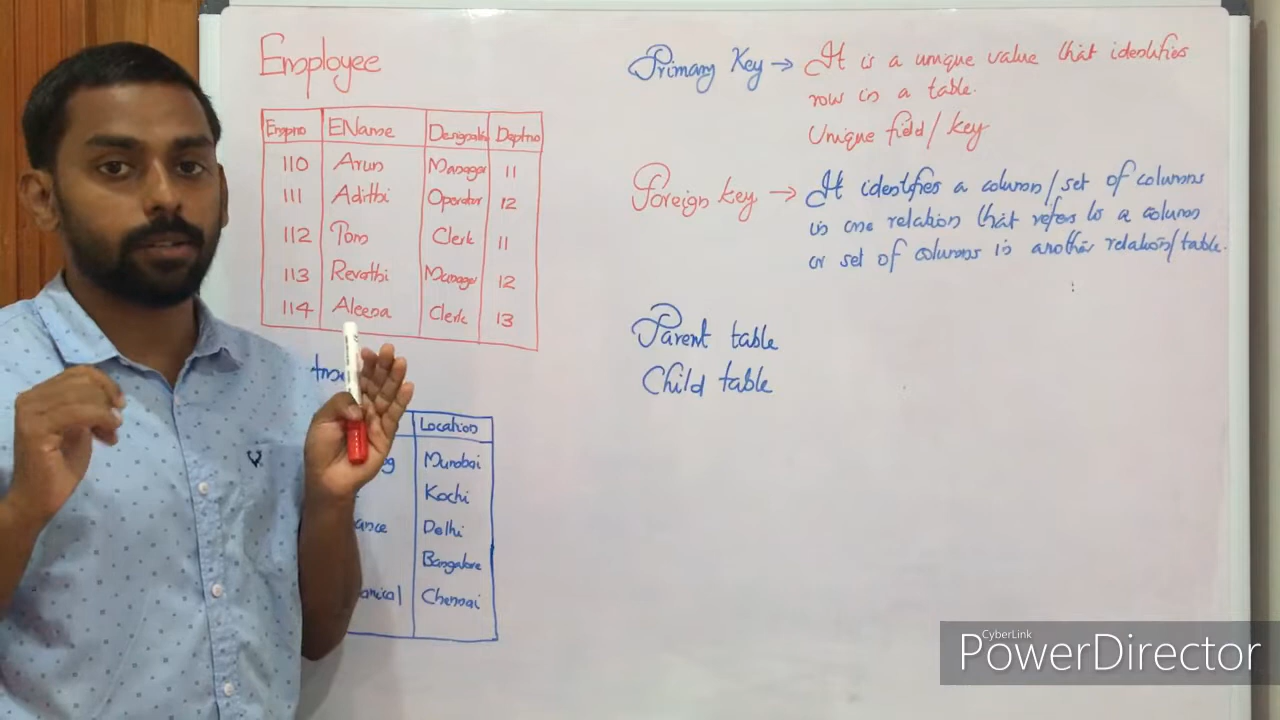 Employee
Empno EName Designation Deptno
110 Arun Manager 11
111 Adithi Operator 12
112 Tom Clerk 11
113 Revathi Manager 12
114 Aleena Clerk 13
Location
Mumbai
Kochi
ance Delhi
Bangalore
anical Chennai
Primary Key → It is a unique value that identifies
row in a table.
Unique field/key
Foreign key → It identifies a column/set of columns
in one relation that refers to a column
or set of columns in another relation/table.
Parent table
Child table
CyberLink
PowerDirector